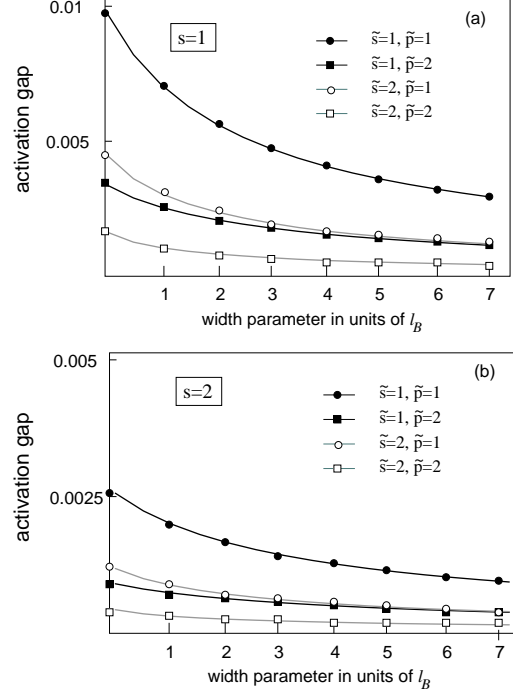 0.01
(a)
s=1
s̃=1, p̃=1
s̃=1, p̃=2
s̃=2, p̃=1
s̃=2, p̃=2
0.005
activation gap
1 2 3 4 5 6 7
width parameter in units of l_B
0.005
(b)
s=2
s̃=1, p̃=1
s̃=1, p̃=2
s̃=2, p̃=1
s̃=2, p̃=2
0.0025
activation gap
1 2 3 4 5 6 7
width parameter in units of l_B